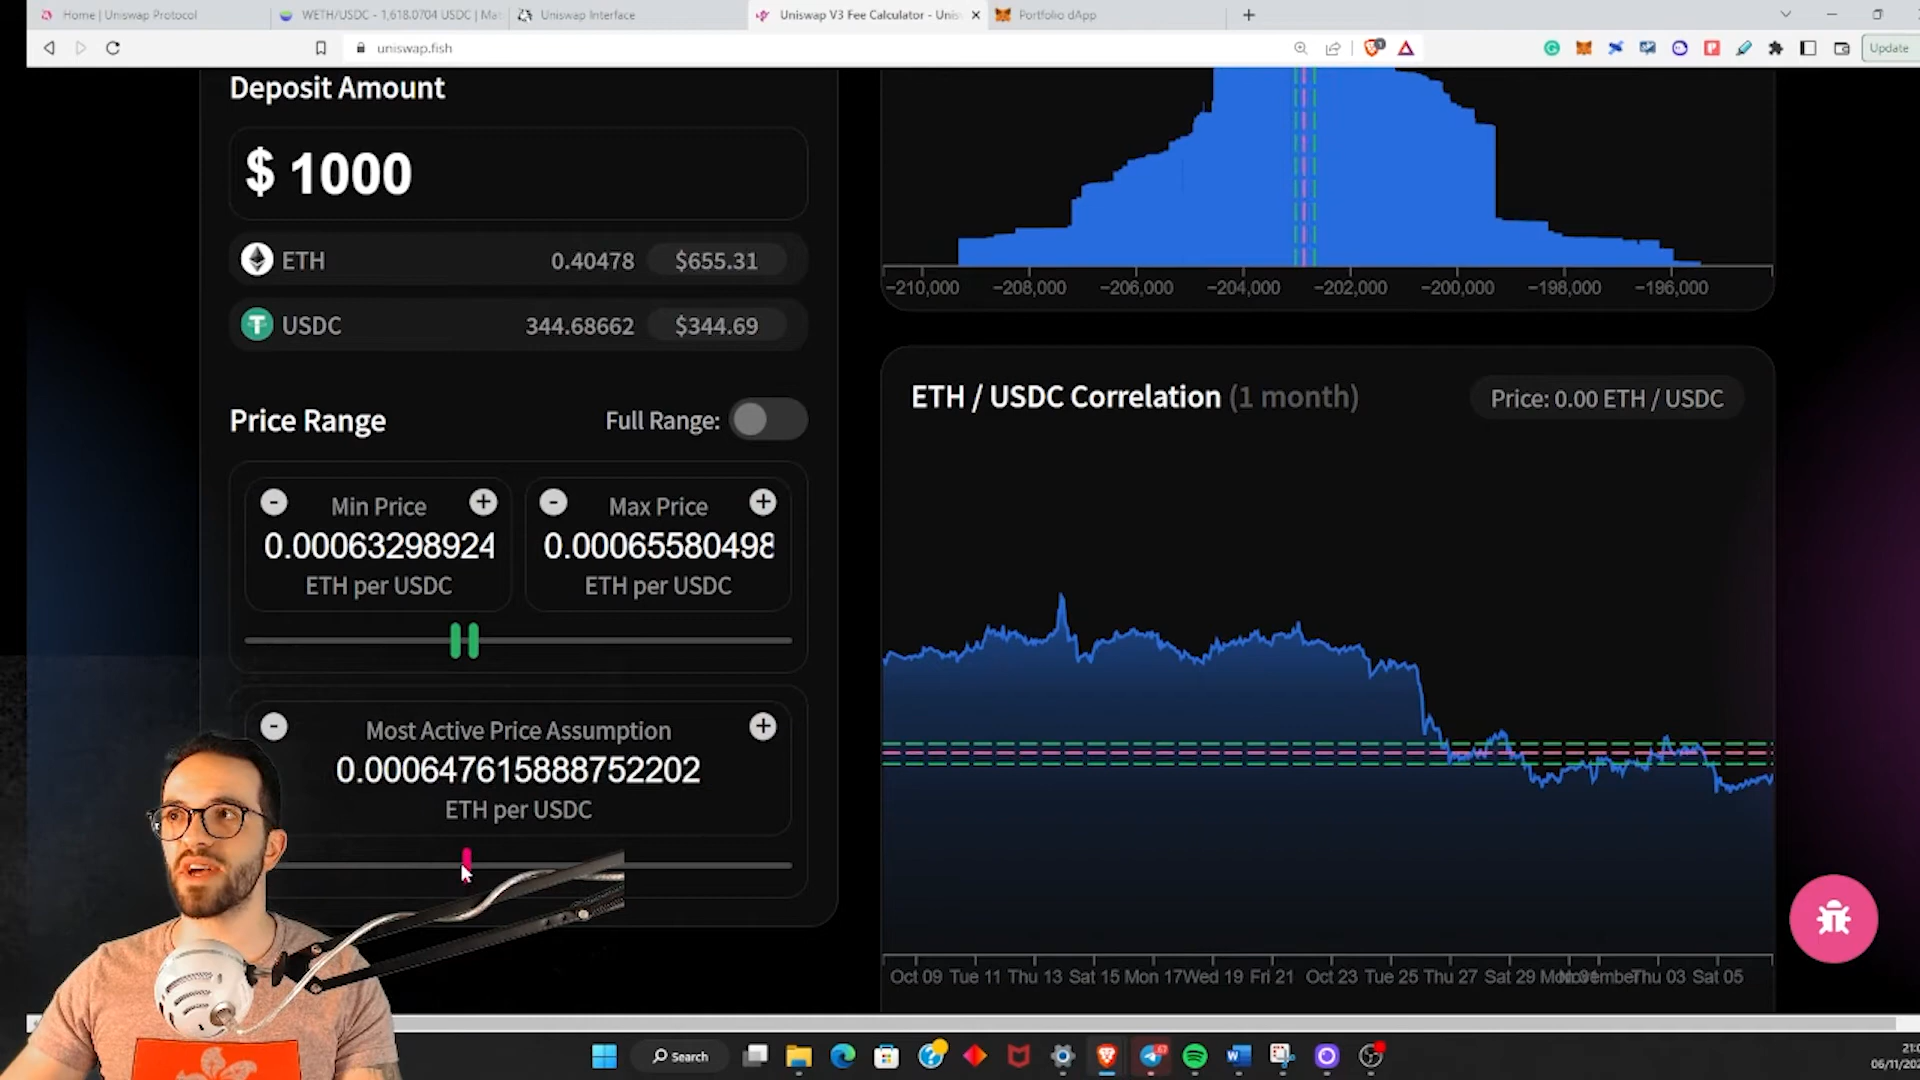 Home | Uniswap Protocol
WETH/USDC - 1,618.0704 USDC | Ma
Uniswap Interface
Uniswap V3 Fee Calculator - Unis
Portfolio dApp
uniswap.fish
Update
Deposit Amount
$ 1000
ETH 0.40478 $655.31
USDC 344.68662 $344.69
Price Range Full Range:
- Min Price +
0.00063298924
ETH per USDC
- Max Price +
0.00065580498
ETH per USDC
- Most Active Price Assumption +
0.000647615888752202
ETH per USDC
−210,000 −208,000 −206,000 −204,000 −202,000 −200,000 −198,000 −196,000
ETH / USDC Correlation (1 month) Price: 0.00 ETH / USDC
Oct 09 Tue 11 Thu 13 Sat 15 Mon 17 Wed 19 Fri 21 Oct 23 Tue 25 Thu 27 Sat 29 November Thu 03 Sat 05
Search